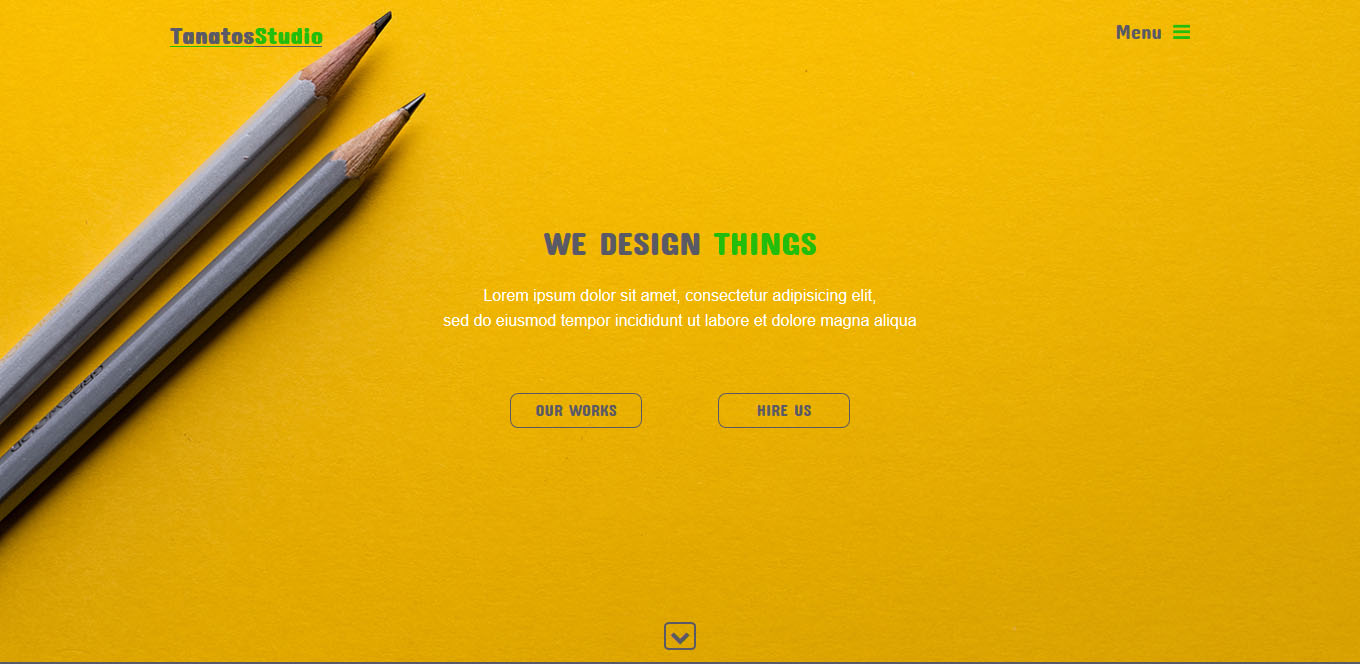 TanatosStudio
Menu
WE DESIGN THINGS
Lorem ipsum dolor sit amet, consectetur adipisicing elit,
sed do eiusmod tempor incididunt ut labore et dolore magna aliqua
OUR WORKS
HIRE US